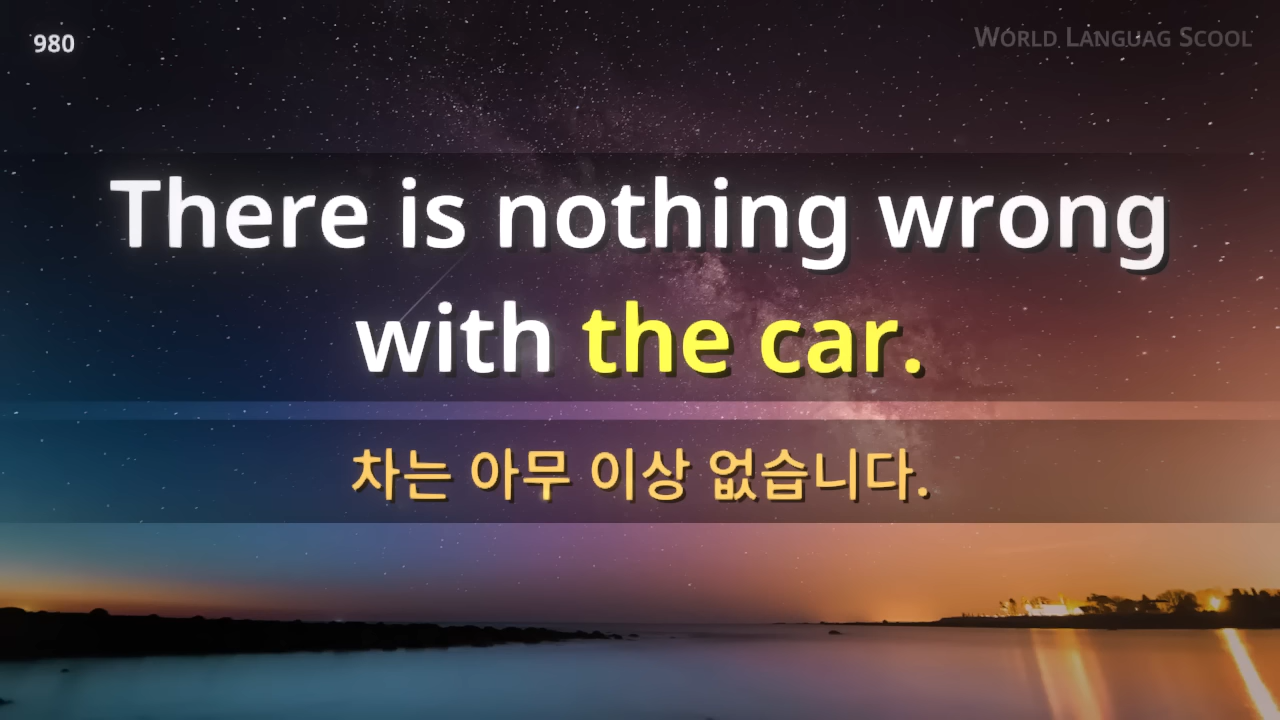 980
WORLD LANGUAG SCOOL
There is nothing wrong
with the car.
차는 아무 이상 없습니다.